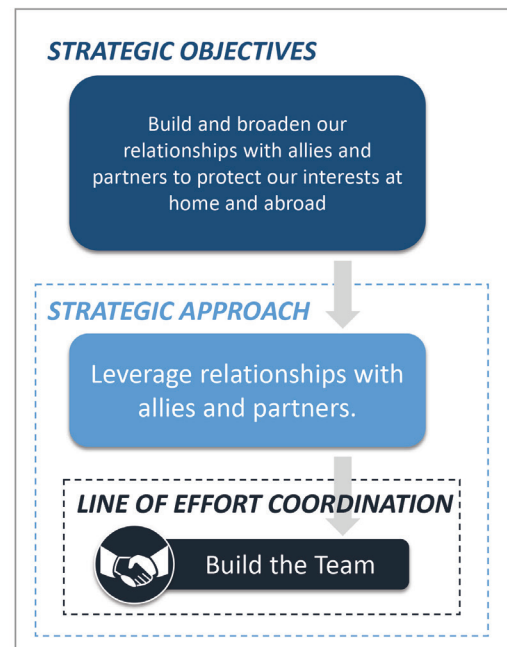 STRATEGIC OBJECTIVES
Build and broaden our
relationships with allies and
partners to protect our interests at
home and abroad
STRATEGIC APPROACH
Leverage relationships with
allies and partners.
LINE OF EFFORT COORDINATION
Build the Team